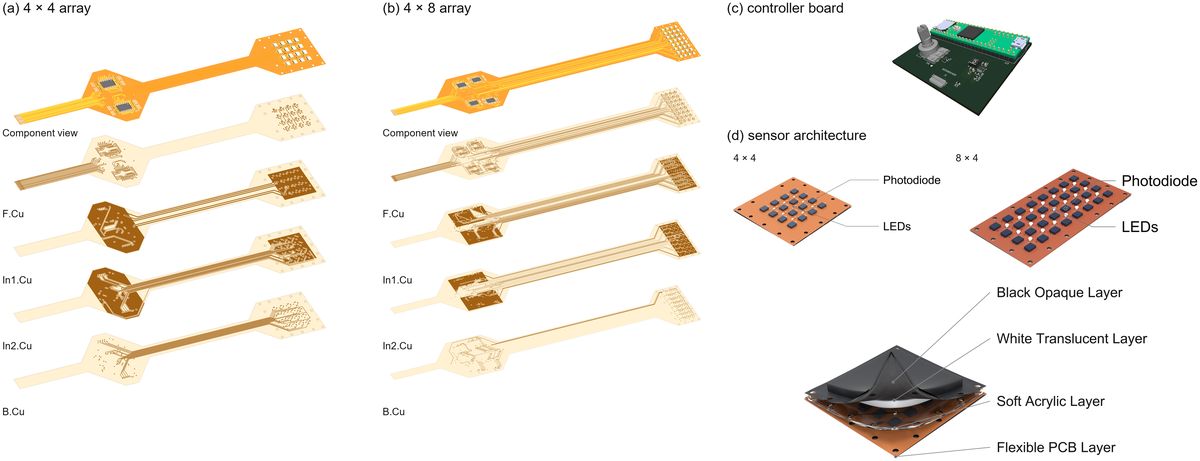 (a) 4 × 4 array
Component view
F.Cu
In1.Cu
In2.Cu
B.Cu
(b) 4 × 8 array
Component view
F.Cu
In1.Cu
In2.Cu
B.Cu
(c) controller board
(d) sensor architecture
4 × 4
Photodiode
LEDs
8 × 4
Photodiode
LEDs
Black Opaque Layer
White Translucent Layer
Soft Acrylic Layer
Flexible PCB Layer